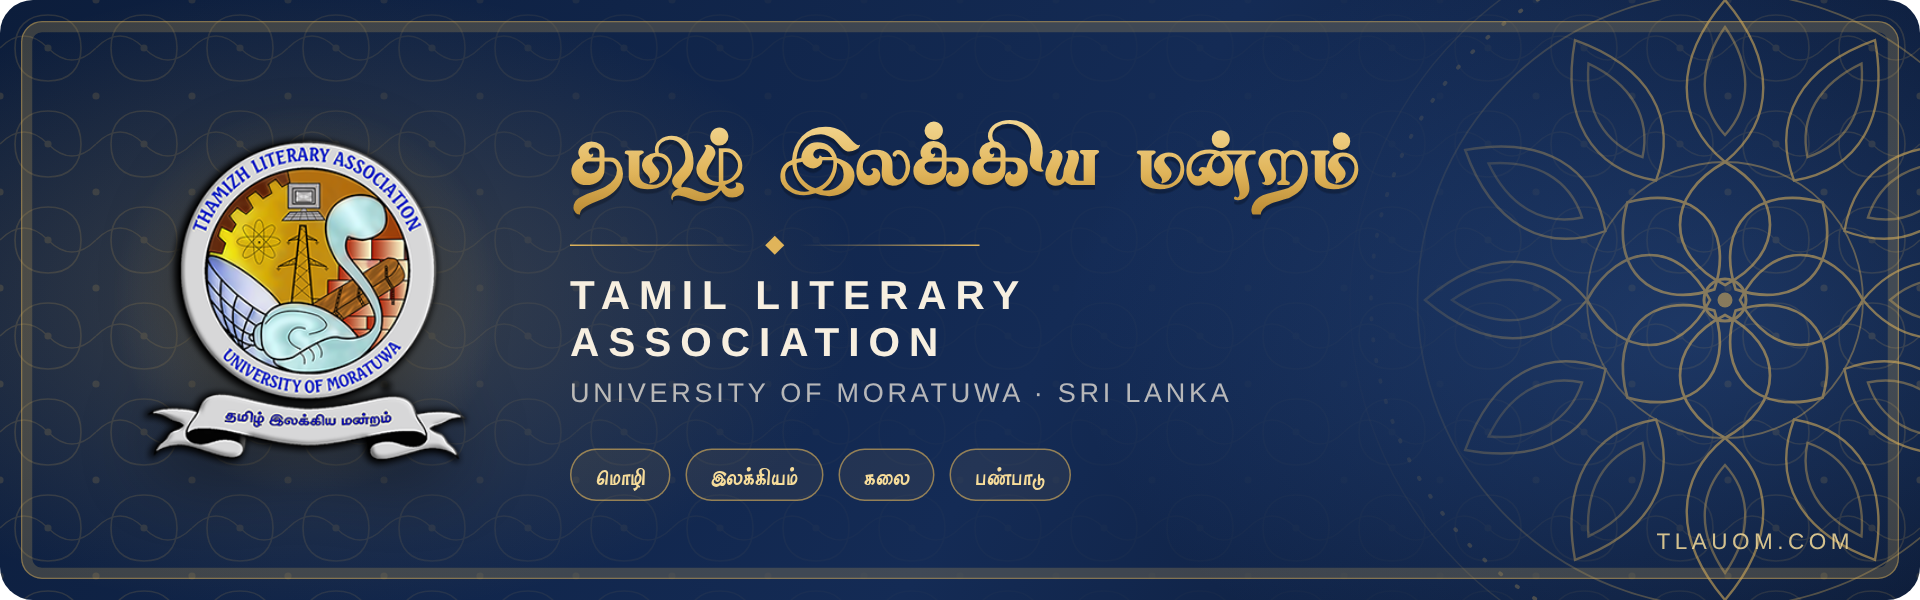 THAMIZH LITERARY ASSOCIATION
UNIVERSITY OF MORATUWA
தமிழ் இலக்கிய மன்றம்
தமிழ் இலக்கிய மன்றம்
TAMIL LITERARY
ASSOCIATION
UNIVERSITY OF MORATUWA · SRI LANKA
மொழி இலக்கியம் கலை பண்பாடு
TLAUOM.COM